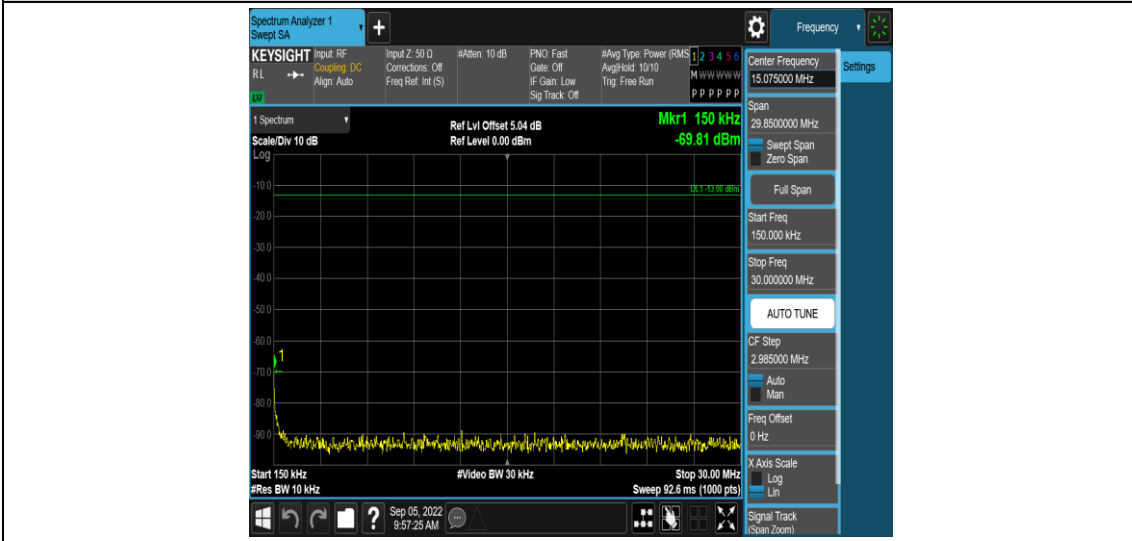 Spectrum Analyzer 1
Swept SA
+
Frequency
KEYSIGHT
RL
Input: RF
Coupling: DC
Align: Auto
Input Z: 50 Ω
Corrections: Off
Freq Ref: Int (S)
#Atten: 10 dB
PNO: Fast
Gate: Off
IF Gain: Low
Sig Track: Off
#Avg Type: Power (RMS
Avg|Hold: 10/10
Trig: Free Run
1 2 3 4 5 6
M W W W W W
P P P P P P
1 Spectrum
Scale/Div 10 dB
Log
Ref Lvl Offset 5.04 dB
Ref Level 0.00 dBm
Mkr1 150 kHz
-69.81 dBm
DL1 -13.00 dBm
-10.0
-20.0
-30.0
-40.0
-50.0
-60.0
-70.0
-80.0
-90.0
1
Start 150 kHz
#Res BW 10 kHz
#Video BW 30 kHz
Stop 30.00 MHz
Sweep 92.6 ms (1000 pts)
?
Sep 05, 2022
9:57:25 AM
Center Frequency
15.075000 MHz
Settings
Span
29.8500000 MHz
Swept Span
Zero Span
Full Span
Start Freq
150.000 kHz
Stop Freq
30.000000 MHz
AUTO TUNE
CF Step
2.985000 MHz
Auto
Man
Freq Offset
0 Hz
X Axis Scale
Log
Lin
Signal Track
(Span Zoom)